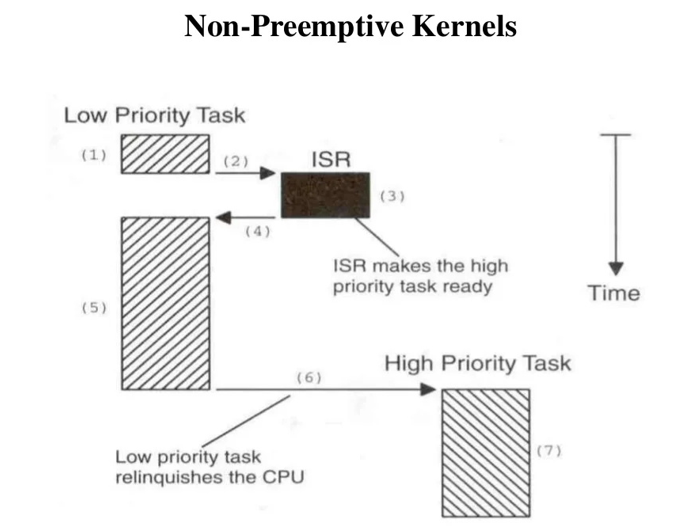 Non-Preemptive Kernels
Low Priority Task
(1)
(2)
ISR
(3)
(4)
ISR makes the high
priority task ready
Time
(5)
High Priority Task
(6)
Low priority task
relinquishes the CPU
(7)